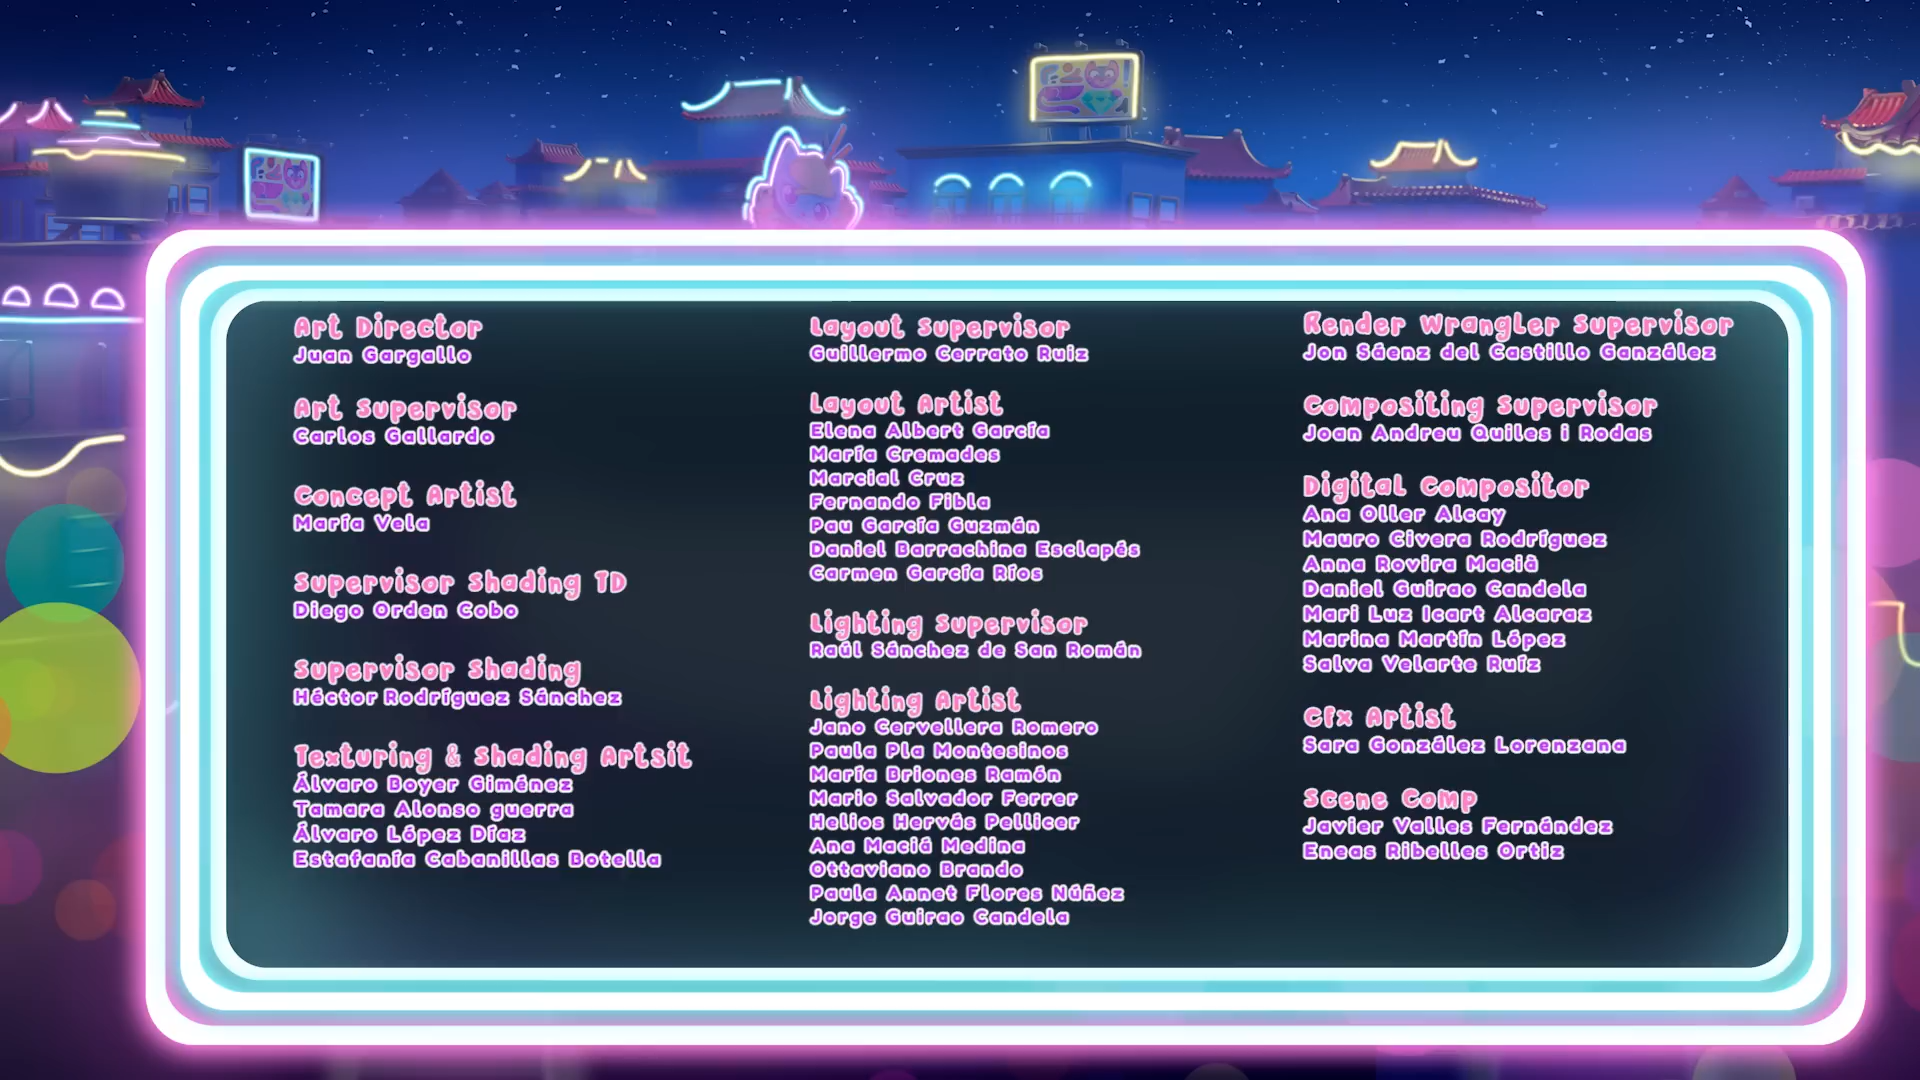 Art Director
Juan Gargallo
Art Supervisor
Carlos Gallardo
Concept Artist
María Vela
Supervisor Shading TD
Diego Orden Cobo
Supervisor Shading
Héctor Rodríguez Sánchez
Texturing & Shading Artsit
Álvaro Boyer Giménez
Tamara Alonso guerra
Álvaro López Díaz
Estafanía Cabanillas Botella
Layout Supervisor
Guillermo Cerrato Ruiz
Layout Artist
Elena Albert García
María Cremades
Marcial Cruz
Fernando Fibla
Pau García Guzmán
Daniel Barrachina Esclapés
Carmen García Ríos
Lighting Supervisor
Raúl Sánchez de San Román
Lighting Artist
Jano Cervellera Romero
Paula Pla Montesinos
María Briones Ramón
Mario Salvador Ferrer
Helios Hervás Pellicer
Ana Maciá Medina
Ottaviano Brando
Paula Annet Flores Núñez
Jorge Guirao Candela
Render Wrangler Supervisor
Jon Sáenz del Castillo Ganzález
Compositing Supervisor
Joan Andreu Quiles i Rodas
Digital Compositor
Ana Oller Alcay
Mauro Civera Rodríguez
Anna Rovira Macià
Daniel Guirao Candela
Mari Luz Icart Alcaraz
Marina Martín López
Salva Velarte Ruíz
Cfx Artist
Sara González Lorenzana
Scene Comp
Javier Valles Fernández
Eneas Ribelles Ortiz